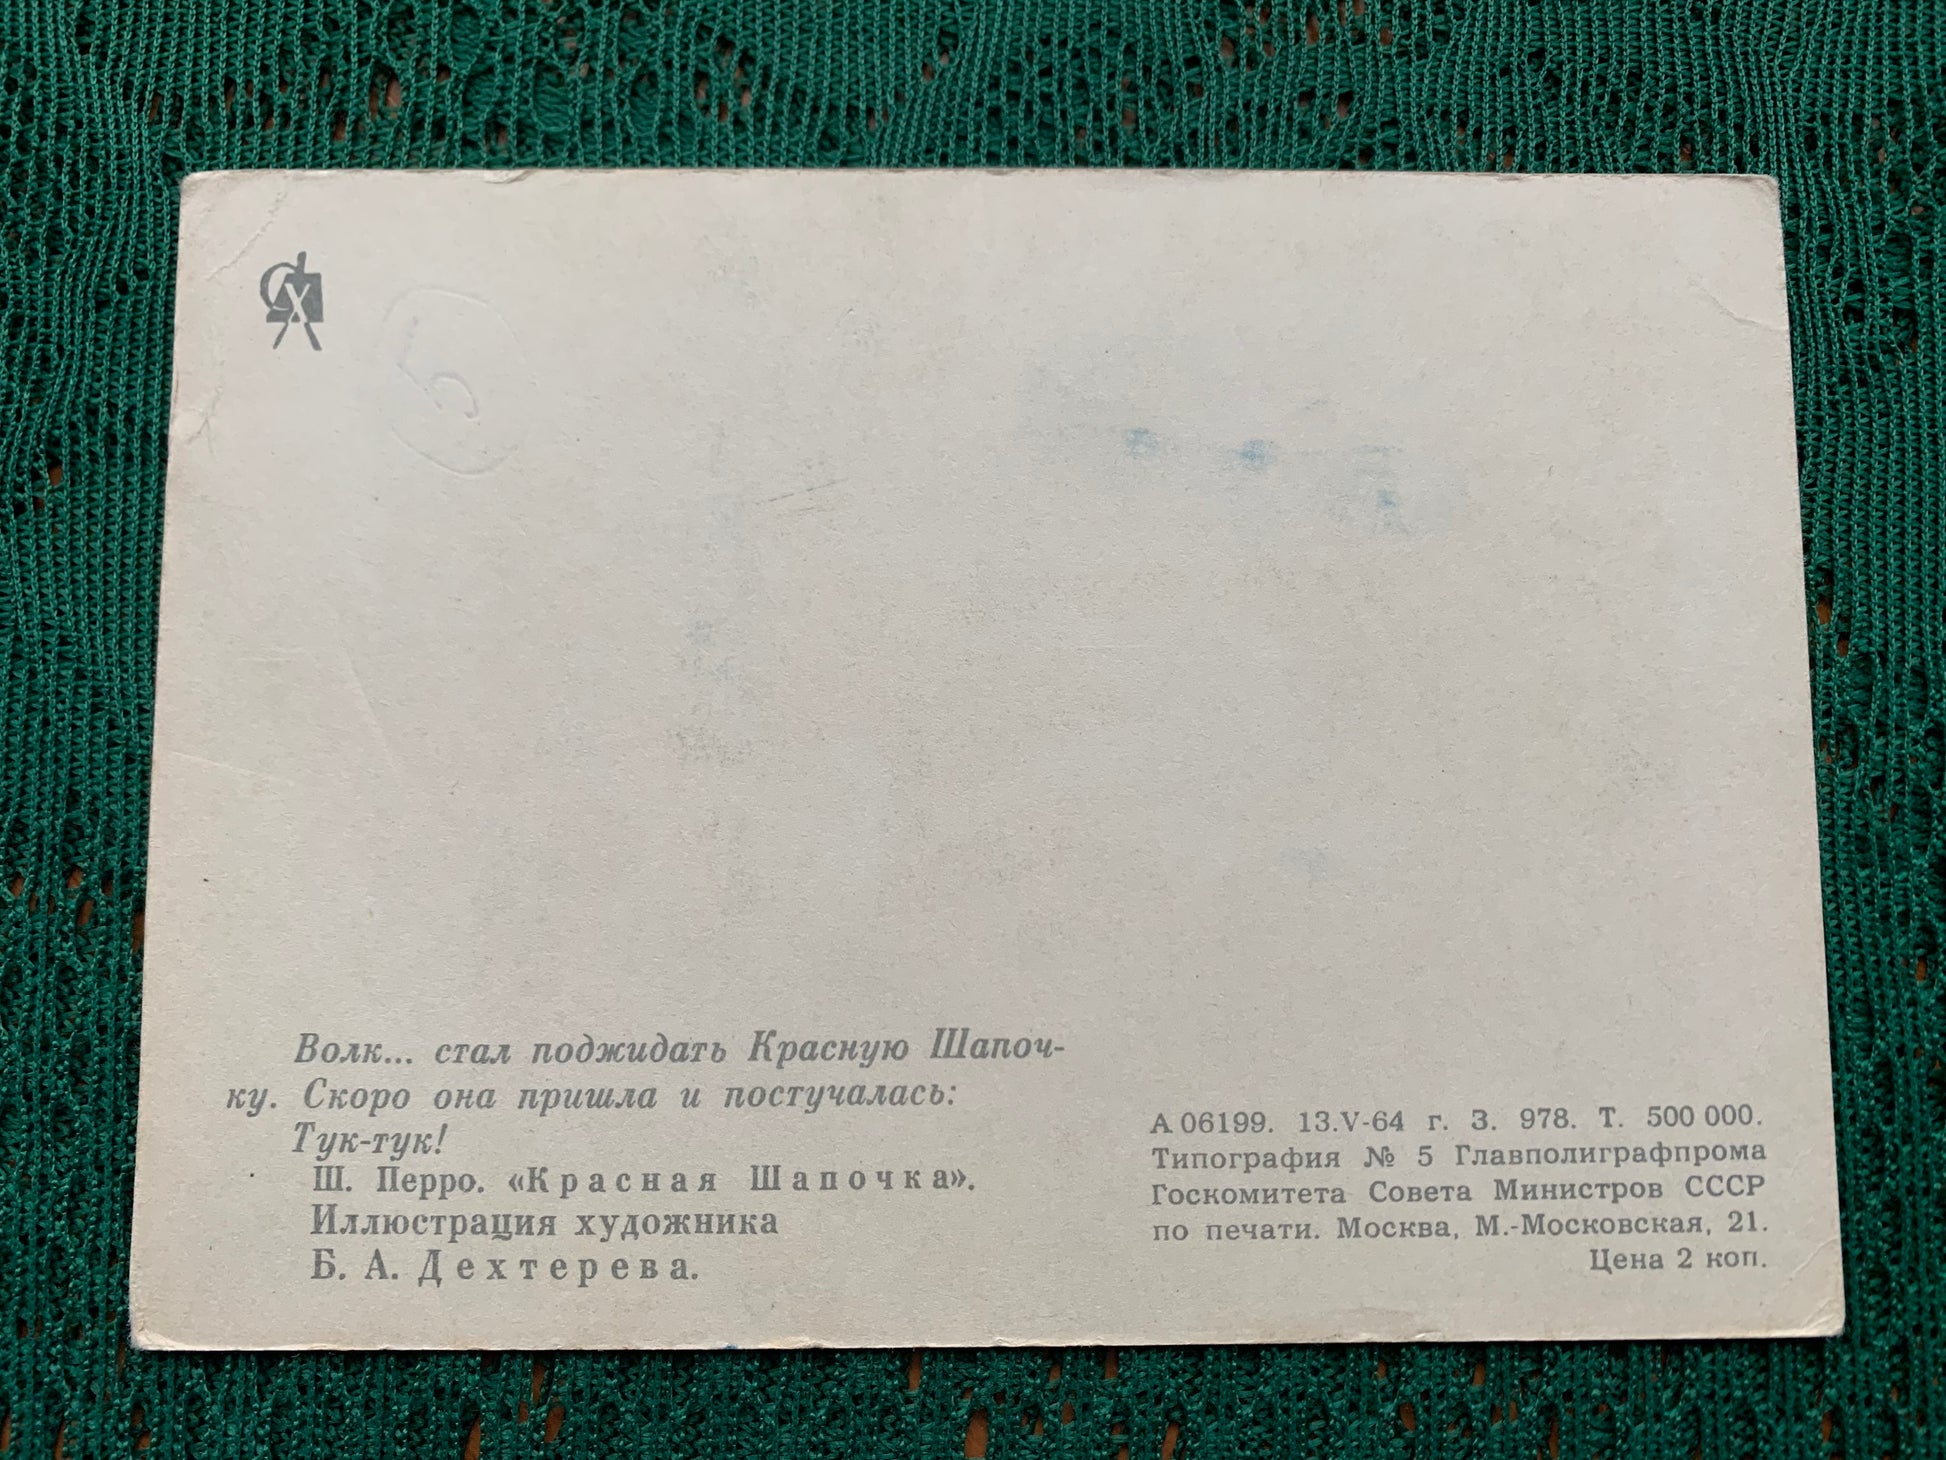 Волк... стал поджидать Красную Шапоч-
ку. Скоро она пришла и постучалась:
Тук-тук!
Ш. Перро. «Красная Шапочка».
Иллюстрация художника
Б. А. Дехтерева.
А 06199. 13.V-64 г. З. 978. Т. 500 000.
Типография № 5 Главполиграфпрома
Госкомитета Совета Министров СССР
по печати. Москва, М.-Московская, 21.
Цена 2 коп.